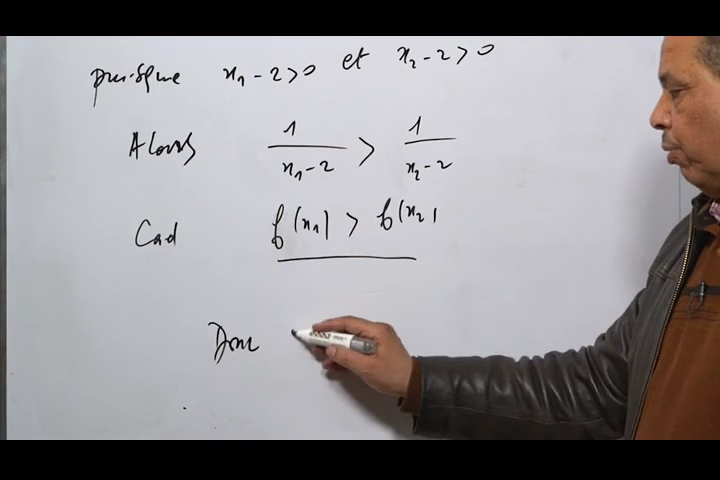 puisque x₁ - 2 > 0 et x₂ - 2 > 0
Alors 1/(x₁ - 2) > 1/(x₂ - 2)
Cad f(x₁) > f(x₂)
Donc